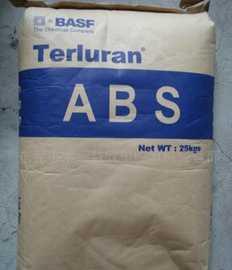 BASF
The Chemical Company
Terluran®
ABS
Net WT : 25kgs